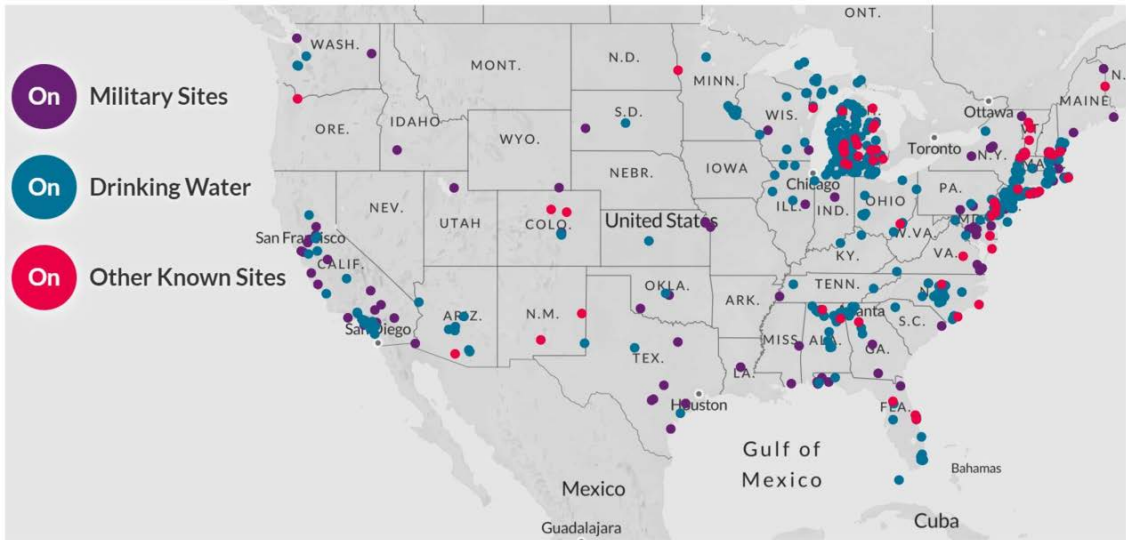 On Military Sites
On Drinking Water
On Other Known Sites
ONT.
WASH.
MONT.
N.D.
MINN.
Ottawa
MAINE
N.
ORE.
IDAHO
WYO.
S.D.
WIS.
Toronto
N.Y.
MA
IOWA
Chicago
NEBR.
PA.
NEV.
UTAH
COLO.
United States
ILL.
IND.
OHIO
MD.
W.VA.
VA.
San Francisco
CALIF.
KY.
OKLA.
TENN.
N.
ARIZ.
N.M.
ARK.
S.C.
San Diego
MISS.
ALA.
GA.
TEX.
LA.
Houston
FLA.
Gulf of
Mexico
Bahamas
Mexico
Cuba
Guadalajara